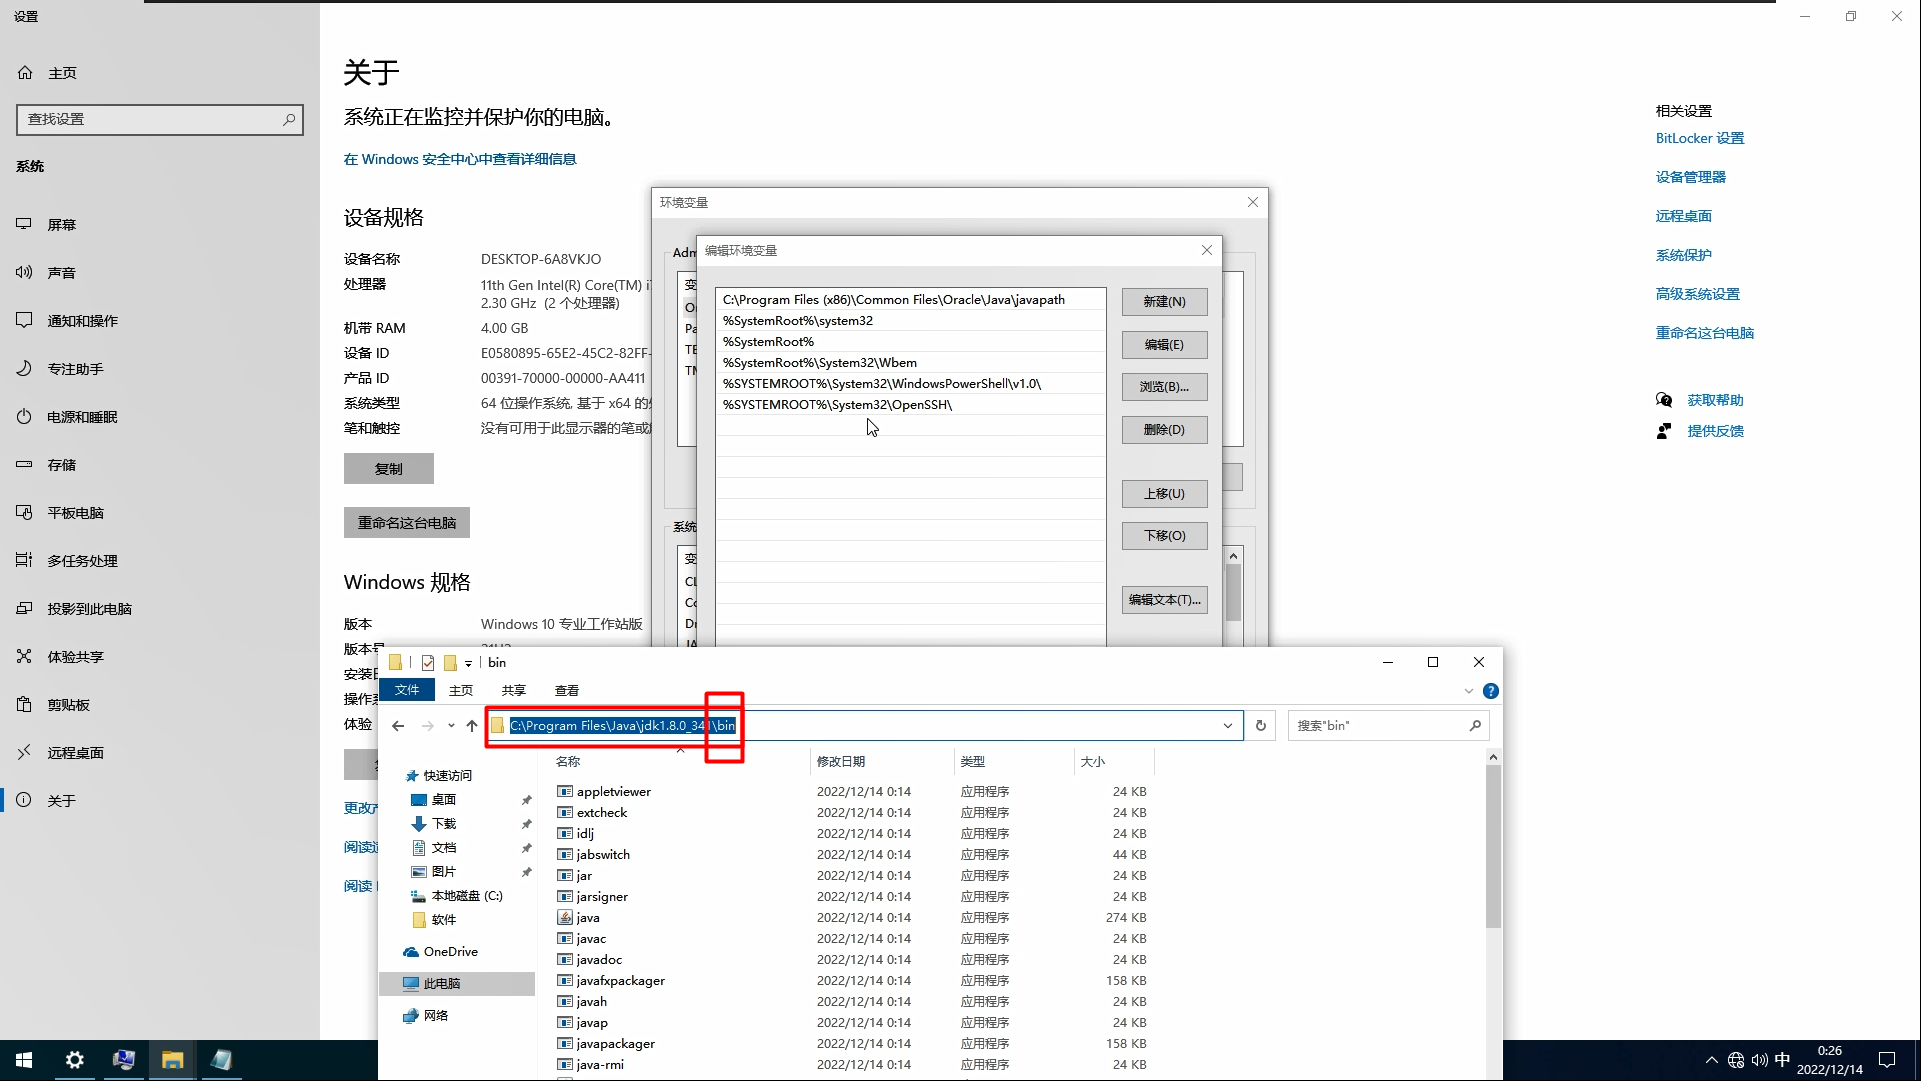 设置
主页
查找设置
系统
屏幕
声音
通知和操作
专注助手
电源和睡眠
存储
平板电脑
多任务处理
投影到此电脑
体验共享
剪贴板
远程桌面
关于
关于
系统正在监控并保护你的电脑。
在 Windows 安全中心中查看详细信息
设备规格
设备名称 DESKTOP-6A8VKJO
处理器 11th Gen Intel(R) Core(TM)
2.30 GHz (2 个处理器)
机带 RAM 4.00 GB
设备 ID E0580895-65E2-45C2-82FF-
产品 ID 00391-70000-00000-AA411
系统类型 64 位操作系统, 基于 x64 的
笔和触控 没有可用于此显示器的笔或
复制
重命名这台电脑
Windows 规格
版本 Windows 10 专业工作站版
版本号
安装
操作
体验
更改
阅读
阅读
相关设置
BitLocker 设置
设备管理器
远程桌面
系统保护
高级系统设置
重命名这台电脑
获取帮助
提供反馈
环境变量
Adm
系统
编辑环境变量
C:\Program Files (x86)\Common Files\Oracle\Java\javapath
%SystemRoot%\system32
%SystemRoot%
%SystemRoot%\System32\Wbem
%SYSTEMROOT%\System32\WindowsPowerShell\v1.0\
%SYSTEMROOT%\System32\OpenSSH\
新建(N)
编辑(E)
浏览(B)...
删除(D)
上移(U)
下移(O)
编辑文本(T)...
bin
文件 主页 共享 查看
C:\Program Files\Java\jdk1.8.0_341\bin
搜索"bin"
快速访问
桌面
下载
文档
图片
本地磁盘 (C:)
软件
OneDrive
此电脑
网络
名称 修改日期 类型 大小
appletviewer 2022/12/14 0:14 应用程序 24 KB
extcheck 2022/12/14 0:14 应用程序 24 KB
idlj 2022/12/14 0:14 应用程序 24 KB
jabswitch 2022/12/14 0:14 应用程序 44 KB
jar 2022/12/14 0:14 应用程序 24 KB
jarsigner 2022/12/14 0:14 应用程序 24 KB
java 2022/12/14 0:14 应用程序 274 KB
javac 2022/12/14 0:14 应用程序 24 KB
javadoc 2022/12/14 0:14 应用程序 24 KB
javafxpackager 2022/12/14 0:14 应用程序 158 KB
javah 2022/12/14 0:14 应用程序 24 KB
javap 2022/12/14 0:14 应用程序 24 KB
javapackager 2022/12/14 0:14 应用程序 158 KB
java-rmi 2022/12/14 0:14 应用程序 24 KB
中
0:26
2022/12/14